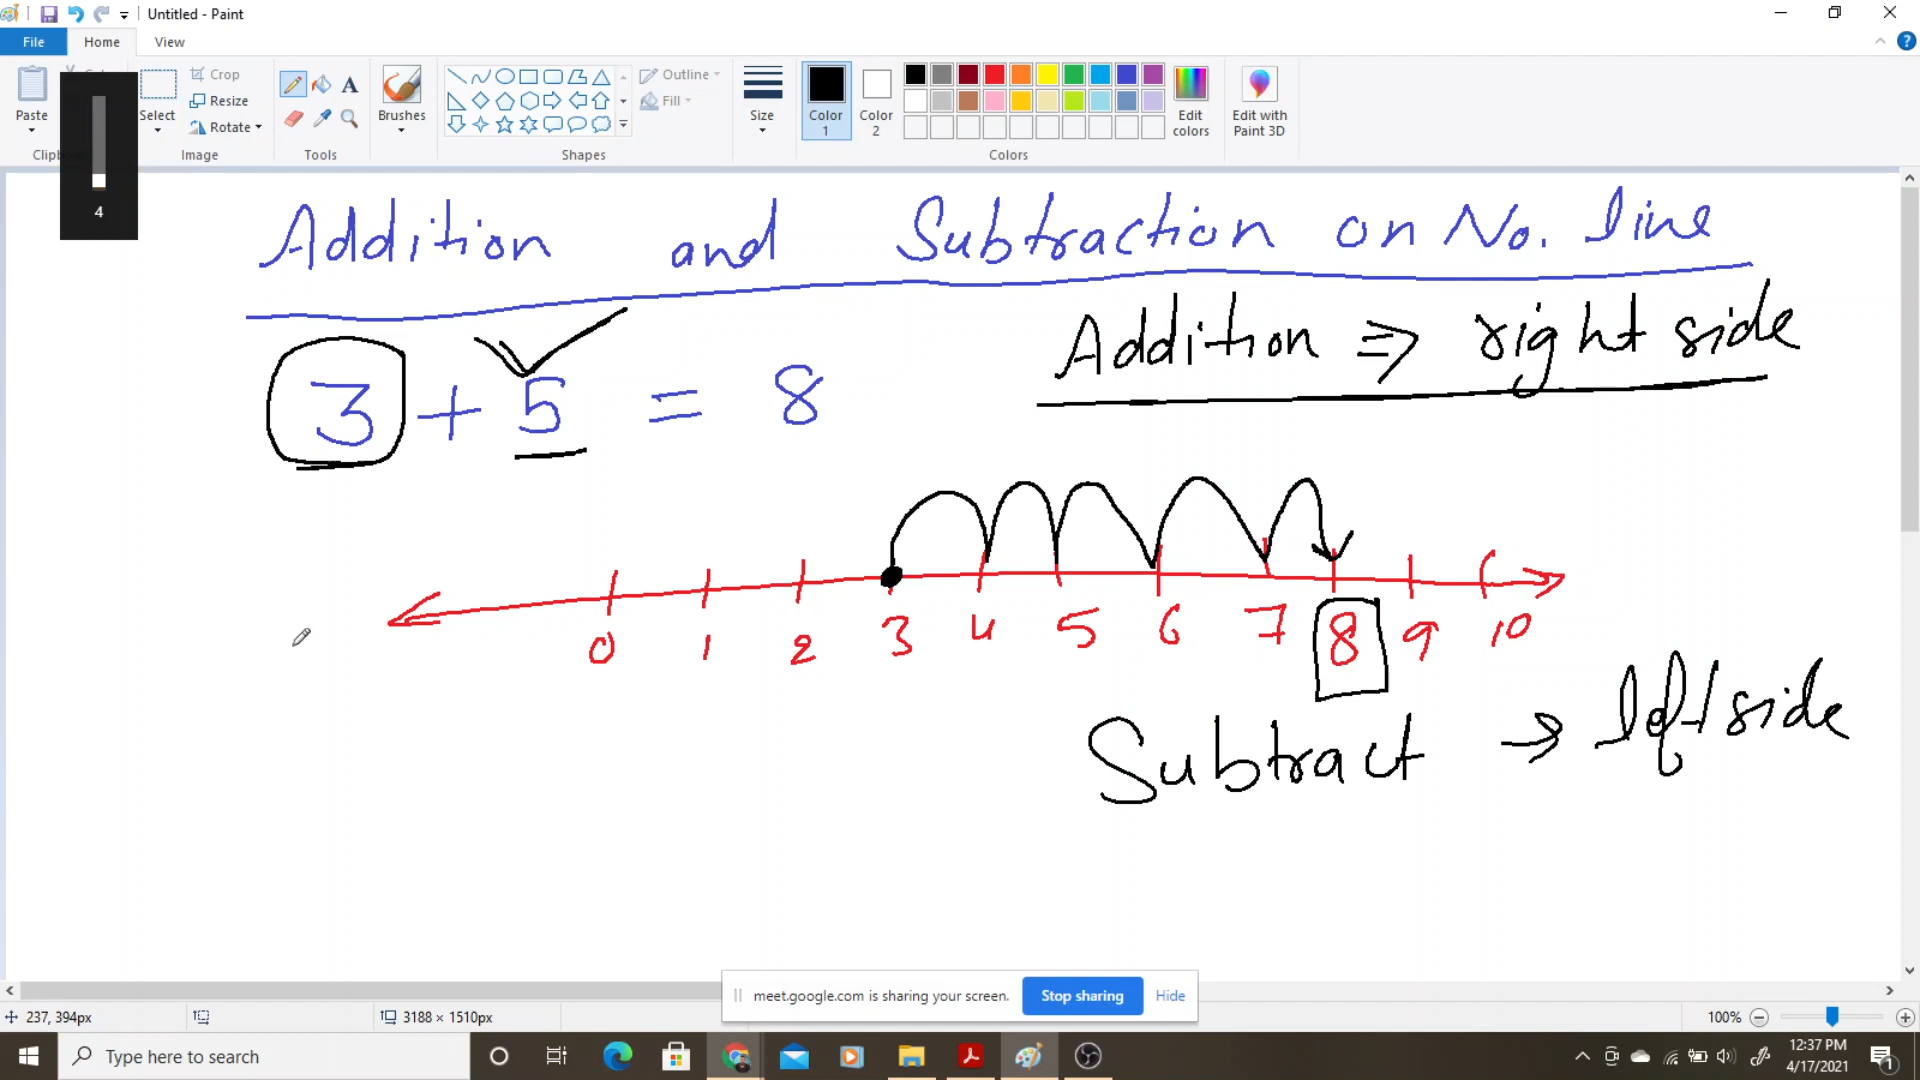 Untitled - Paint
File Home View
Paste
Select
Crop
Resize
Rotate
Brushes
Size
Outline
Fill
Color 1
Color 2
Edit colors
Edit with Paint 3D
Image Tools Shapes Colors
4
Addition and Subtraction on No. line
Addition ⇒ right side
3 + 5 = 8
0 1 2 3 4 5 6 7 8 9 10
Subtract → left side
meet.google.com is sharing your screen. Stop sharing Hide
237, 394px 3188 × 1510px 100%
Type here to search
12:37 PM
4/17/2021
1